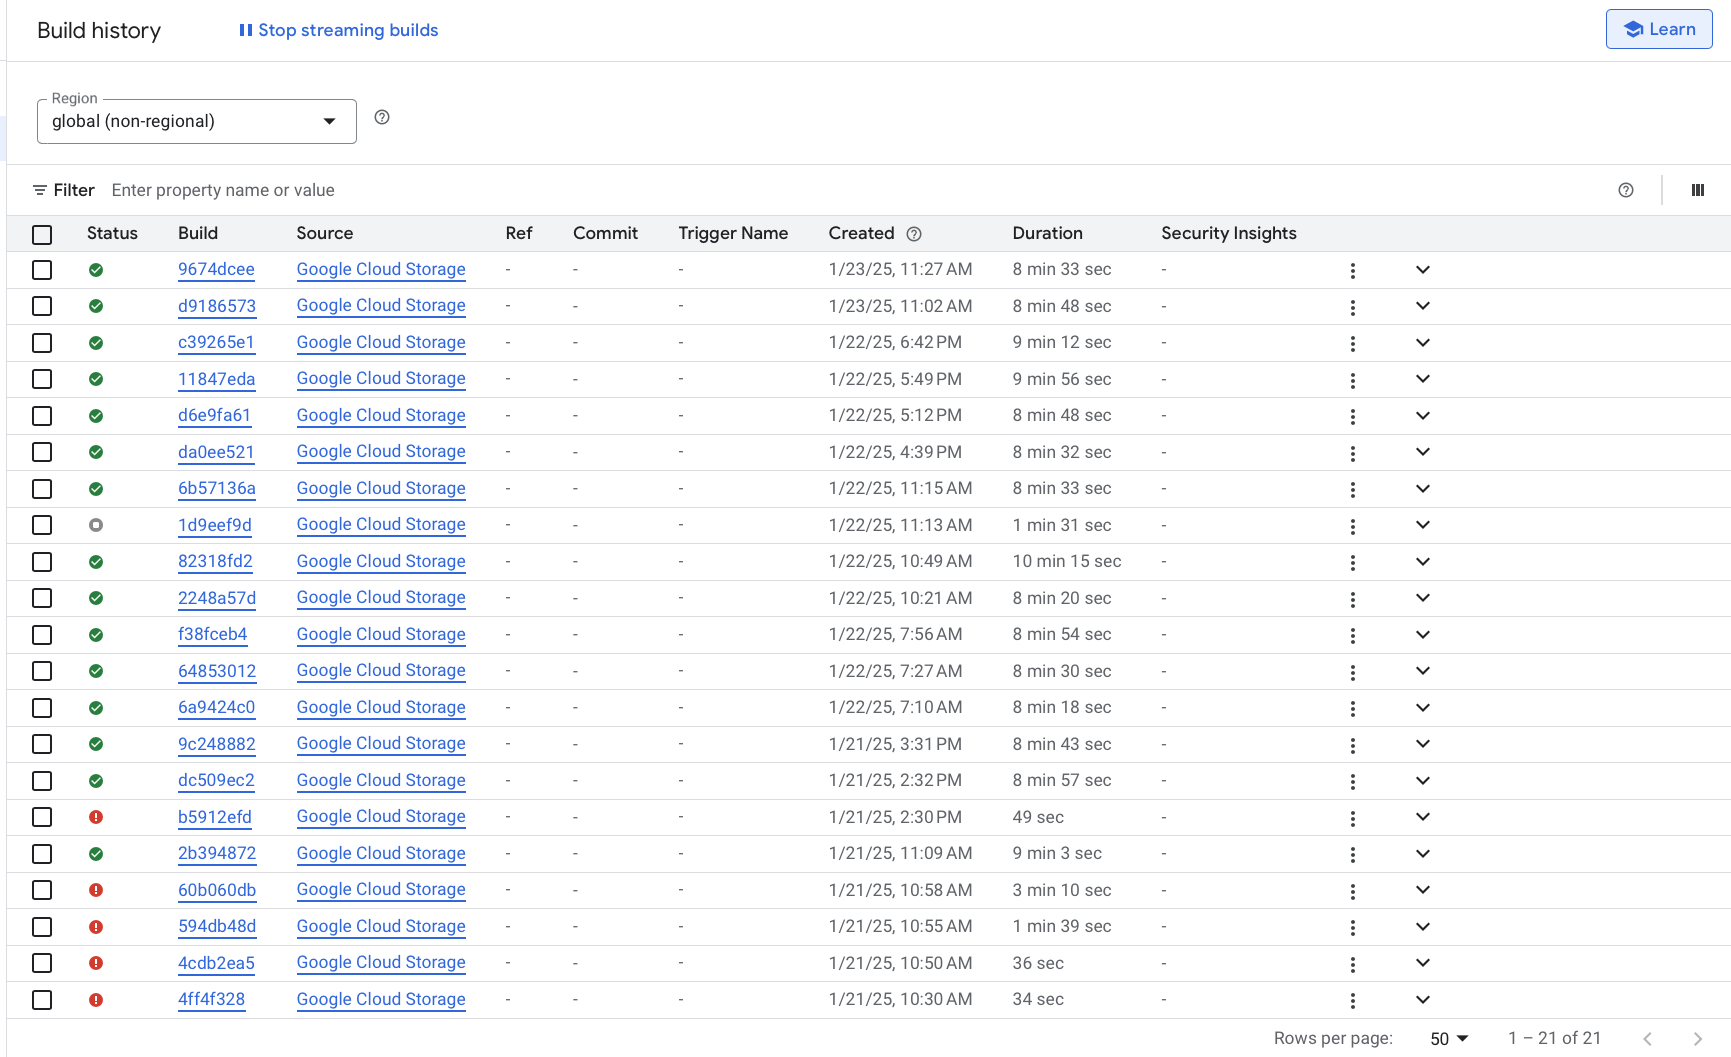 Build history Stop streaming builds Learn
Region
global (non-regional)
Filter Enter property name or value
Status Build Source Ref Commit Trigger Name Created Duration Security Insights
9674dcee Google Cloud Storage - - - 1/23/25, 11:27 AM 8 min 33 sec -
d9186573 Google Cloud Storage - - - 1/23/25, 11:02 AM 8 min 48 sec -
c39265e1 Google Cloud Storage - - - 1/22/25, 6:42 PM 9 min 12 sec -
11847eda Google Cloud Storage - - - 1/22/25, 5:49 PM 9 min 56 sec -
d6e9fa61 Google Cloud Storage - - - 1/22/25, 5:12 PM 8 min 48 sec -
da0ee521 Google Cloud Storage - - - 1/22/25, 4:39 PM 8 min 32 sec -
6b57136a Google Cloud Storage - - - 1/22/25, 11:15 AM 8 min 33 sec -
1d9eef9d Google Cloud Storage - - - 1/22/25, 11:13 AM 1 min 31 sec -
82318fd2 Google Cloud Storage - - - 1/22/25, 10:49 AM 10 min 15 sec -
2248a57d Google Cloud Storage - - - 1/22/25, 10:21 AM 8 min 20 sec -
f38fceb4 Google Cloud Storage - - - 1/22/25, 7:56 AM 8 min 54 sec -
64853012 Google Cloud Storage - - - 1/22/25, 7:27 AM 8 min 30 sec -
6a9424c0 Google Cloud Storage - - - 1/22/25, 7:10 AM 8 min 18 sec -
9c248882 Google Cloud Storage - - - 1/21/25, 3:31 PM 8 min 43 sec -
dc509ec2 Google Cloud Storage - - - 1/21/25, 2:32 PM 8 min 57 sec -
b5912efd Google Cloud Storage - - - 1/21/25, 2:30 PM 49 sec -
2b394872 Google Cloud Storage - - - 1/21/25, 11:09 AM 9 min 3 sec -
60b060db Google Cloud Storage - - - 1/21/25, 10:58 AM 3 min 10 sec -
594db48d Google Cloud Storage - - - 1/21/25, 10:55 AM 1 min 39 sec -
4cdb2ea5 Google Cloud Storage - - - 1/21/25, 10:50 AM 36 sec -
4ff4f328 Google Cloud Storage - - - 1/21/25, 10:30 AM 34 sec -
Rows per page: 50 1 – 21 of 21